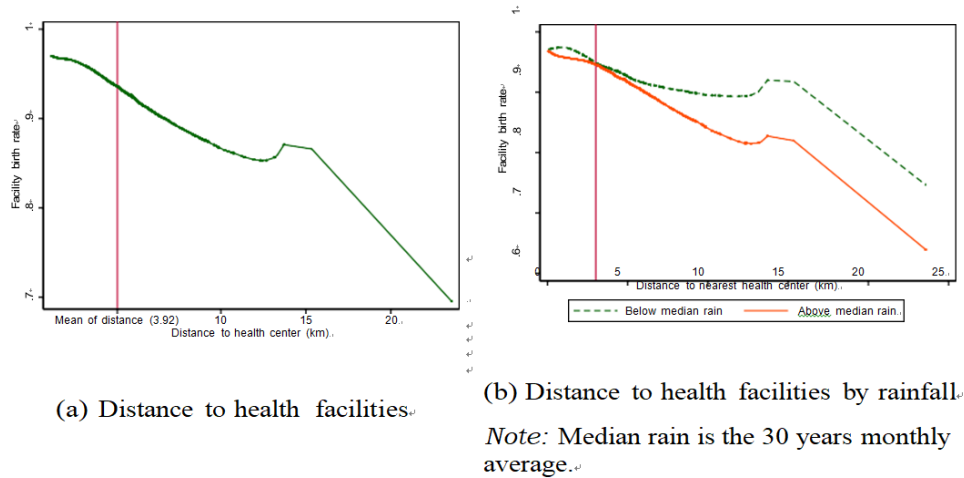 1.
.9
.8
.7
Facility birth rate
Mean of distance (3.92)
10
15
20.
Distance to health center (km).
(a) Distance to health facilities
1.
.9
.8
.7
.6
Facility birth rate
0
5
10
15
20
25
Distance to nearest health center (km).
Below median rain
Above median rain.
(b) Distance to health facilities by rainfall
Note: Median rain is the 30 years monthly
average.